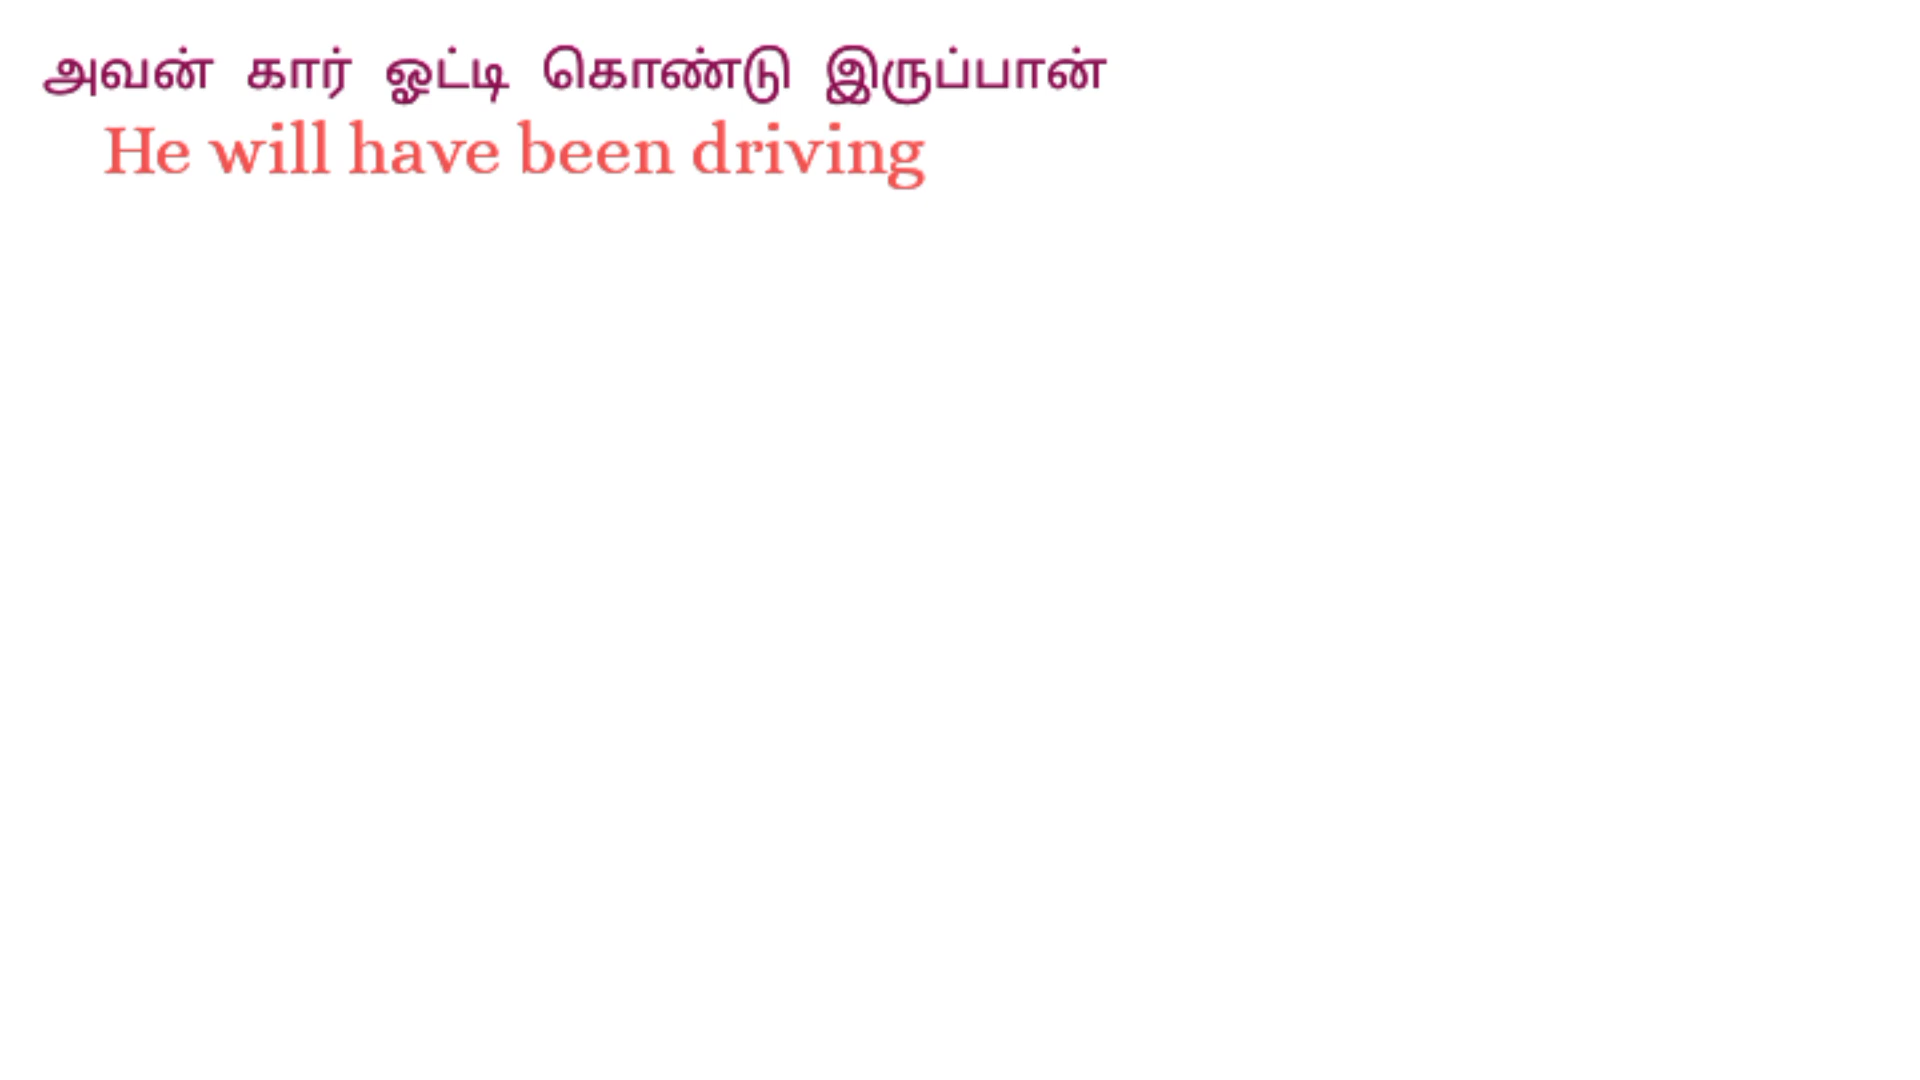 அவன் கார் ஓட்டி கொண்டு இருப்பான்
He will have been driving